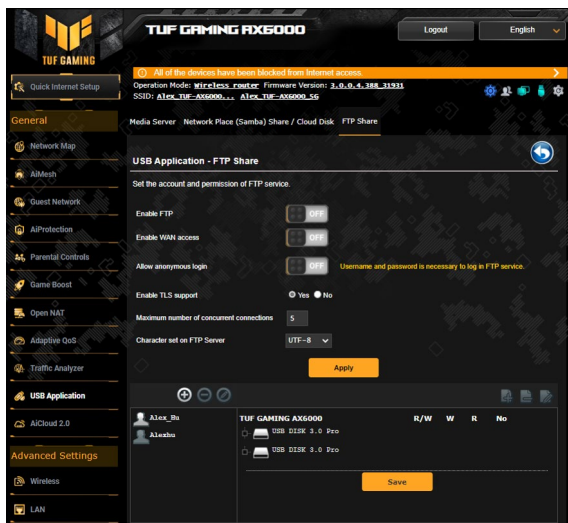 TUF GAMING
TUF GAMING AX6000
Logout
English
All of the devices have been blocked from Internet access.
Quick Internet Setup
Operation Mode: Wireless router Firmware Version: 3.0.0.4.388_31931
SSID: Alex_TUF-AX6000... Alex_TUF-AX6000_5G
General
Media Server Network Place (Samba) Share / Cloud Disk FTP Share
Network Map
AiMesh
Guest Network
AiProtection
Parental Controls
Game Boost
Open NAT
Adaptive QoS
Traffic Analyzer
USB Application
AiCloud 2.0
Advanced Settings
Wireless
LAN
USB Application - FTP Share
Set the account and permission of FTP service.
Enable FTP OFF
Enable WAN access OFF
Allow anonymous login OFF Username and password is necessary to log in FTP service.
Enable TLS support Yes No
Maximum number of concurrent connections 5
Character set on FTP Server UTF-8
Apply
Alex_Hu
Alexhu
TUF GAMING AX6000 R/W W R No
USB DISK 3.0 Pro
USB DISK 3.0 Pro
Save